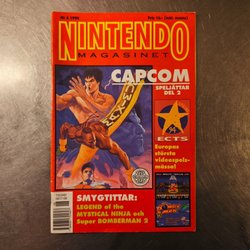 NINTENDO
MAGASINET
CAPCOM
SPELJÄTTAR
DEL 2
ECTS
Europas
största
videospels-
mässa!
SMYGTITTAR:
LEGEND of the
MYSTICAL NINJA och
Super BOMBERMAN 2